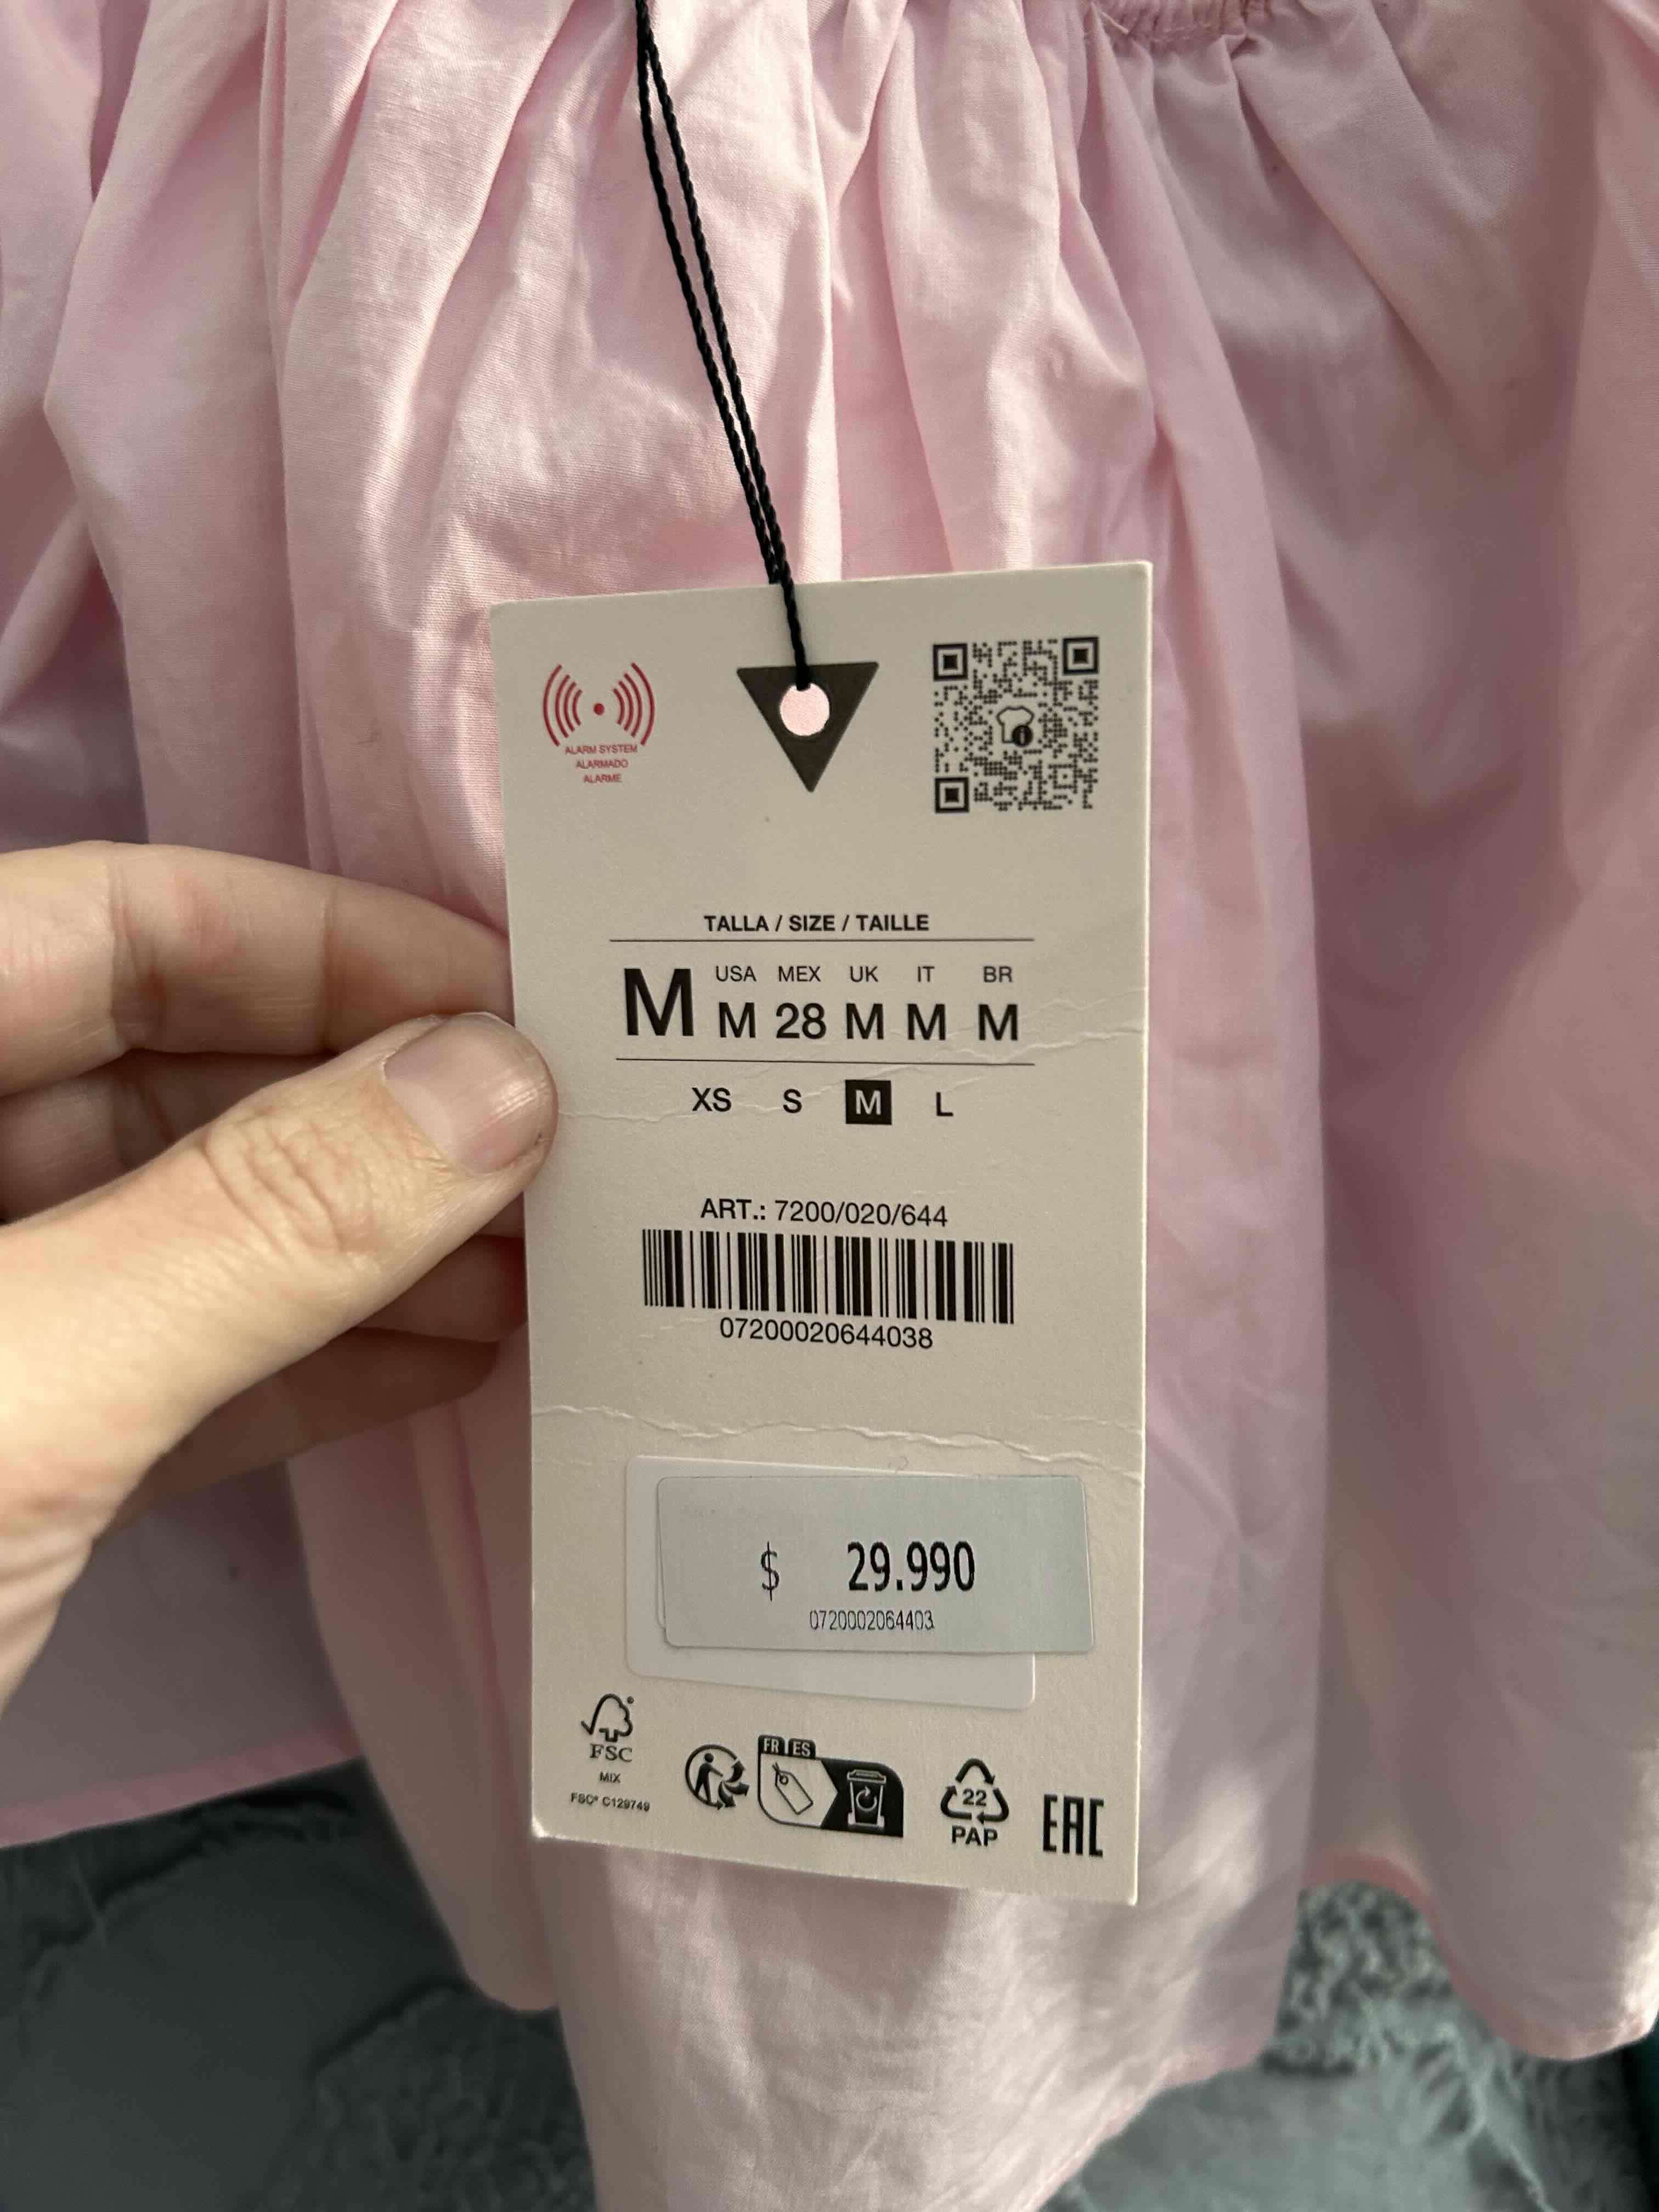 ALARM SYSTEM
ALARMADO
ALARME
TALLA / SIZE / TAILLE
USA MEX UK IT BR
M M 28 M M M
XS S M L
ART.: 7200/020/644
07200020644038
$ 29.990
0720002064403
FSC
MIX
FSC® C129749
FR ES
22
PAP
EAC